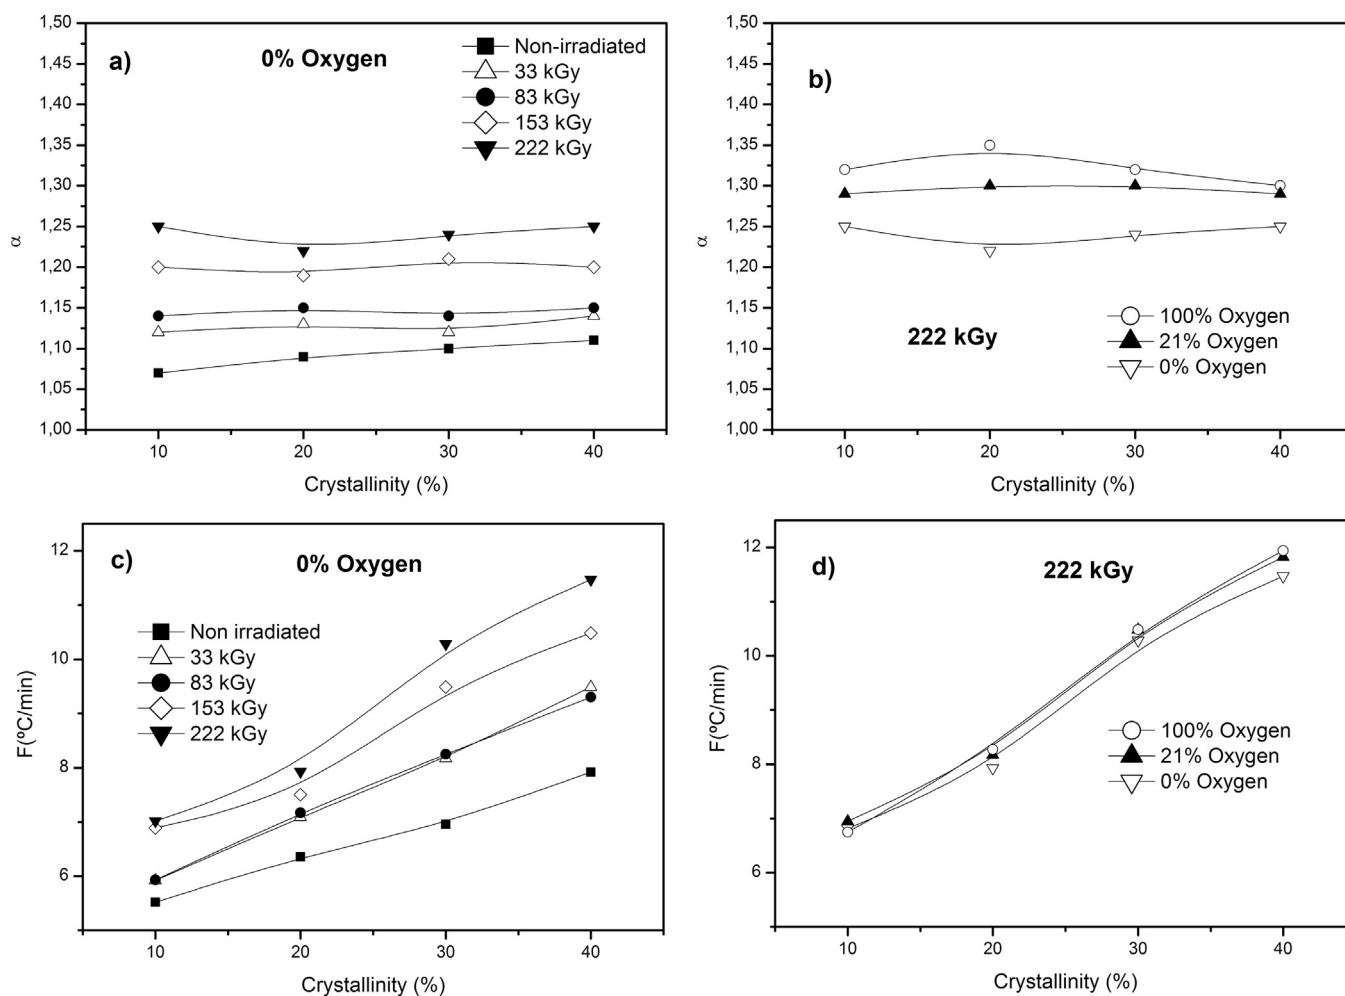 a)
0% Oxygen
Non-irradiated
33 kGy
83 kGy
153 kGy
222 kGy
1,50
1,45
1,40
1,35
1,30
1,25
1,20
1,15
1,10
1,05
1,00
α
10
20
30
40
Crystallinity (%)
b)
1,50
1,45
1,40
1,35
1,30
1,25
1,20
1,15
1,10
1,05
1,00
α
222 kGy
100% Oxygen
21% Oxygen
0% Oxygen
10
20
30
40
Crystallinity (%)
c)
0% Oxygen
Non irradiated
33 kGy
83 kGy
153 kGy
222 kGy
12
10
8
6
F(ºC/min)
10
20
30
40
Crystallinity (%)
d)
222 kGy
12
10
8
6
F(ºC/min)
100% Oxygen
21% Oxygen
0% Oxygen
10
20
30
40
Crystallinity (%)